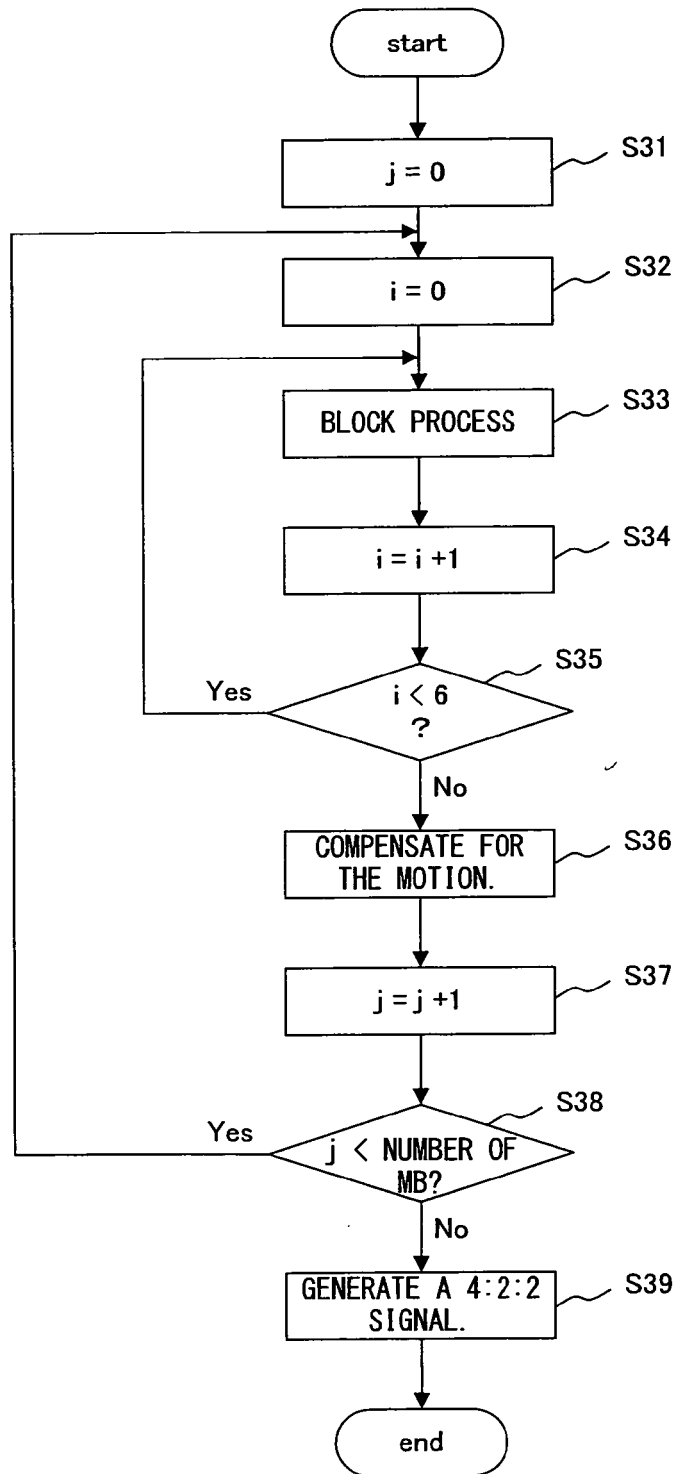 start
j = 0
S31
i = 0
S32
BLOCK PROCESS
S33
i = i +1
S34
i < 6
?
S35
Yes
No
COMPENSATE FOR
THE MOTION.
S36
j = j +1
S37
j < NUMBER OF
MB?
S38
Yes
No
GENERATE A 4:2:2
SIGNAL.
S39
end